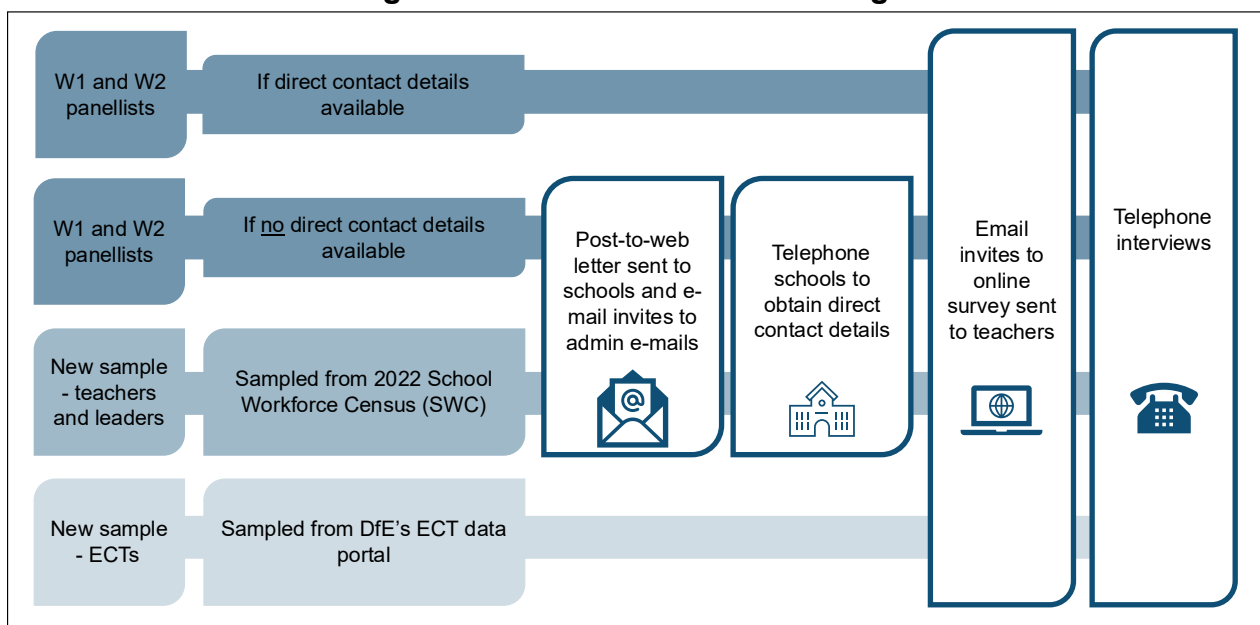 W1 and W2
panellists
If direct contact details
available
W1 and W2
panellists
If no direct contact details
available
New sample
- teachers
and leaders
Sampled from 2022 School
Workforce Census (SWC)
New sample
- ECTs
Sampled from DfE’s ECT data
portal
Post-to-web
letter sent to
schools and e-
mail invites to
admin e-mails
Telephone
schools to
obtain direct
contact details
Email
invites to
online
survey sent
to teachers
Telephone
interviews